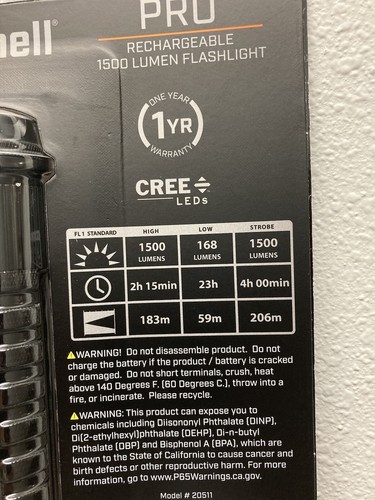 PRO
nell®
RECHARGEABLE
1500 LUMEN FLASHLIGHT
ONE YEAR
1YR
WARRANTY
CREE
LEDs
FL1 STANDARD HIGH LOW STROBE
1500 LUMENS 168 LUMENS 1500 LUMENS
2h 15min 23h 4h 00min
183m 59m 206m
WARNING! Do not disassemble product. Do not
charge the battery if the product / battery is cracked
or damaged. Do not short terminals, crush, heat
above 140 Degrees F. (60 Degrees C.), throw into a
fire, or incinerate. Please recycle.
WARNING: This product can expose you to
chemicals including Diisononyl Phthalate (DINP),
Di(2-ethylhexyl)phthalate (DEHP), Di-n-butyl
Phthalate (DBP) and Bisphenol A (BPA), which are
known to the State of California to cause cancer and
birth defects or other reproductive harm. For more
information, go to www.P65Warnings.ca.gov.
Model # 20511